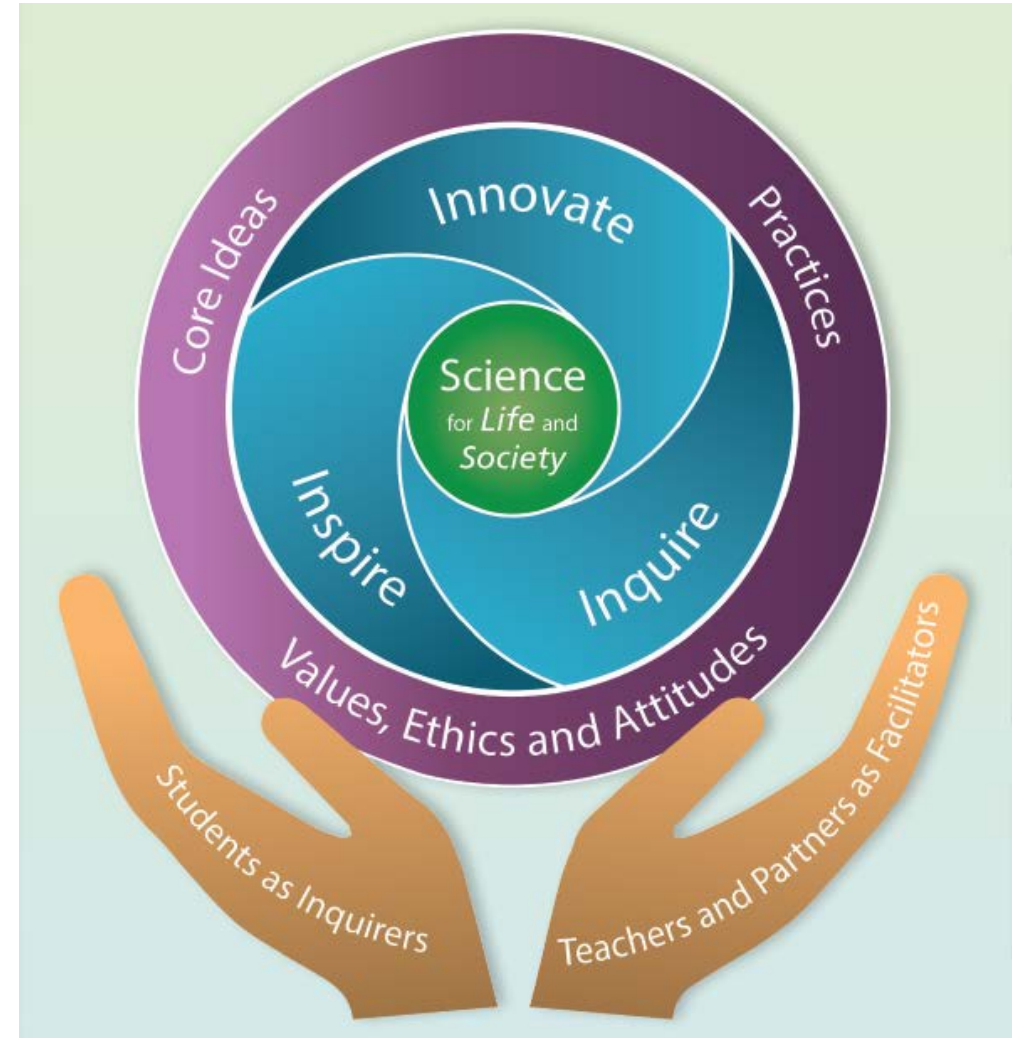 Innovate
Core Ideas
Practices
Science
for Life and
Society
Inspire
Inquire
Values, Ethics and Attitudes
Students as Inquirers
Teachers and Partners as Facilitators